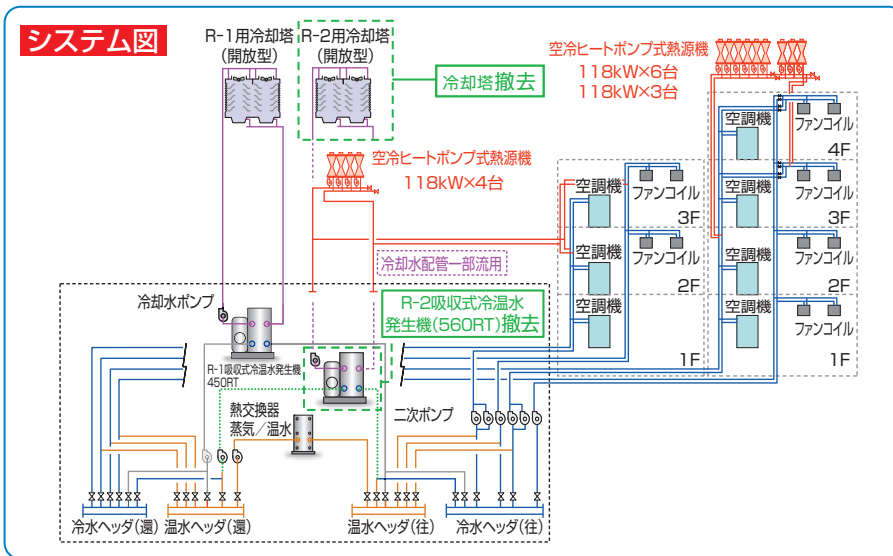 システム図
R-1用冷却塔
(開放型)
R-2用冷却塔
(開放型)
冷却塔撤去
空冷ヒートポンプ式熱源機
118kW×6台
118kW×3台
空冷ヒートポンプ式熱源機
118kW×4台
空調機
ファンコイル
4F
空調機
ファンコイル
3F
空調機
ファンコイル
3F
空調機
ファンコイル
2F
空調機
ファンコイル
2F
空調機
1F
空調機
ファンコイル
1F
冷却水配管一部流用
冷却水ポンプ
R-2吸収式冷温水
発生機(560RT)撤去
R-1吸収式冷温水発生機
450RT
熱交換器
蒸気/温水
二次ポンプ
冷水ヘッダ(還)
温水ヘッダ(還)
温水ヘッダ(往)
冷水ヘッダ(往)